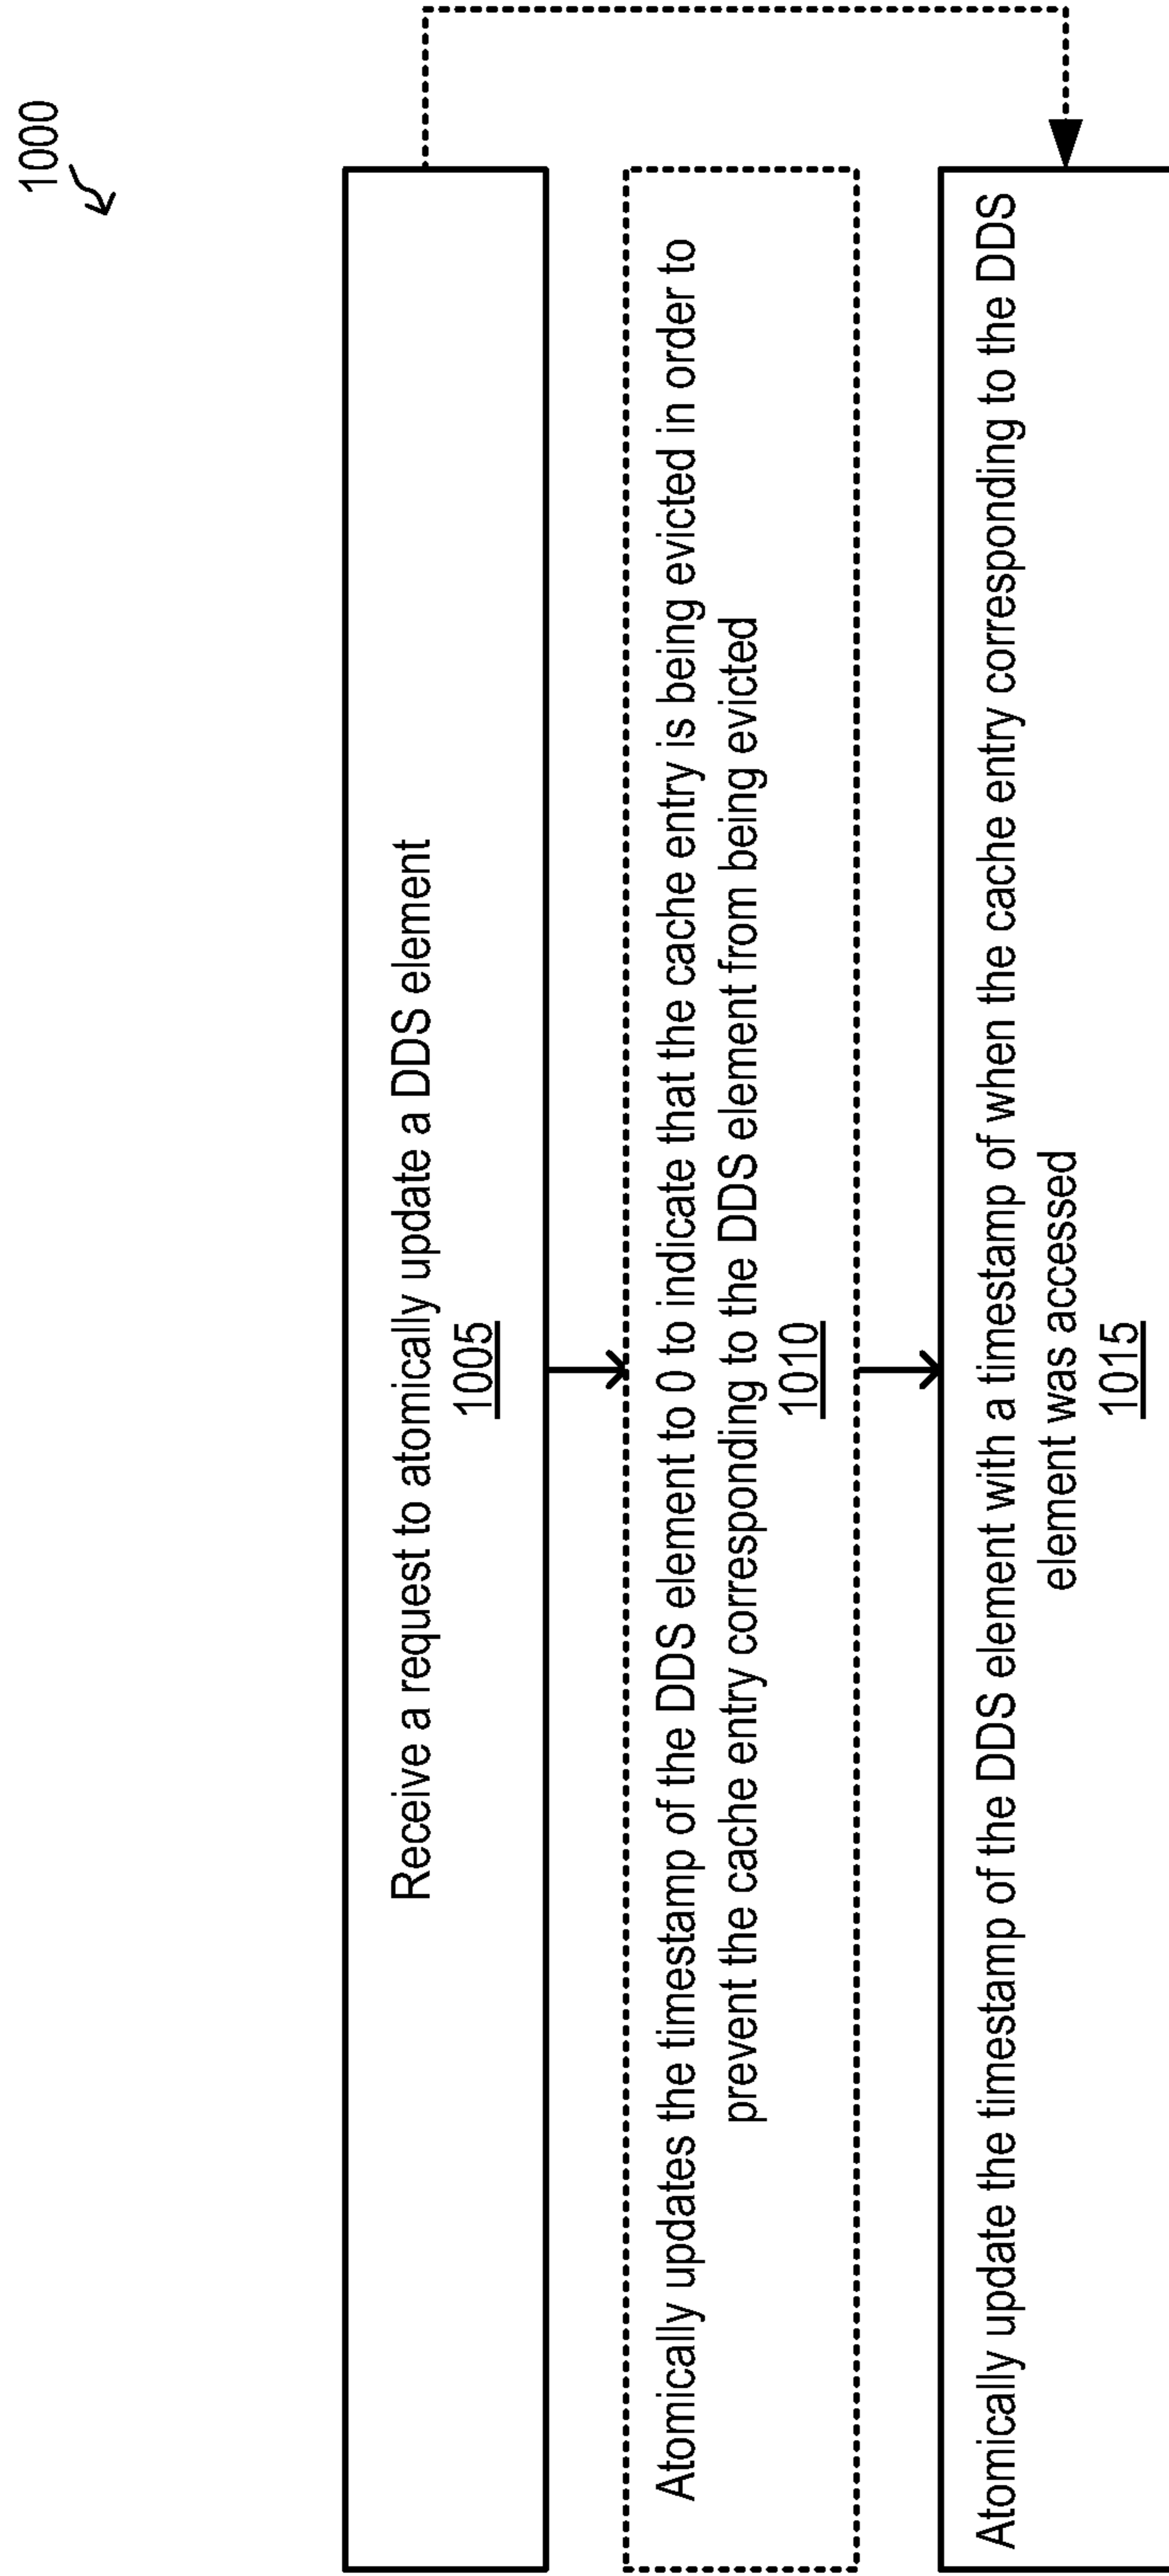 1000
Receive a request to atomically update a DDS element
1005
Atomically updates the timestamp of the DDS element to 0 to indicate that the cache entry is being evicted in order to
prevent the cache entry corresponding to the DDS element from being evicted
1010
Atomically update the timestamp of the DDS element with a timestamp of when the cache entry corresponding to the DDS
element was accessed
1015